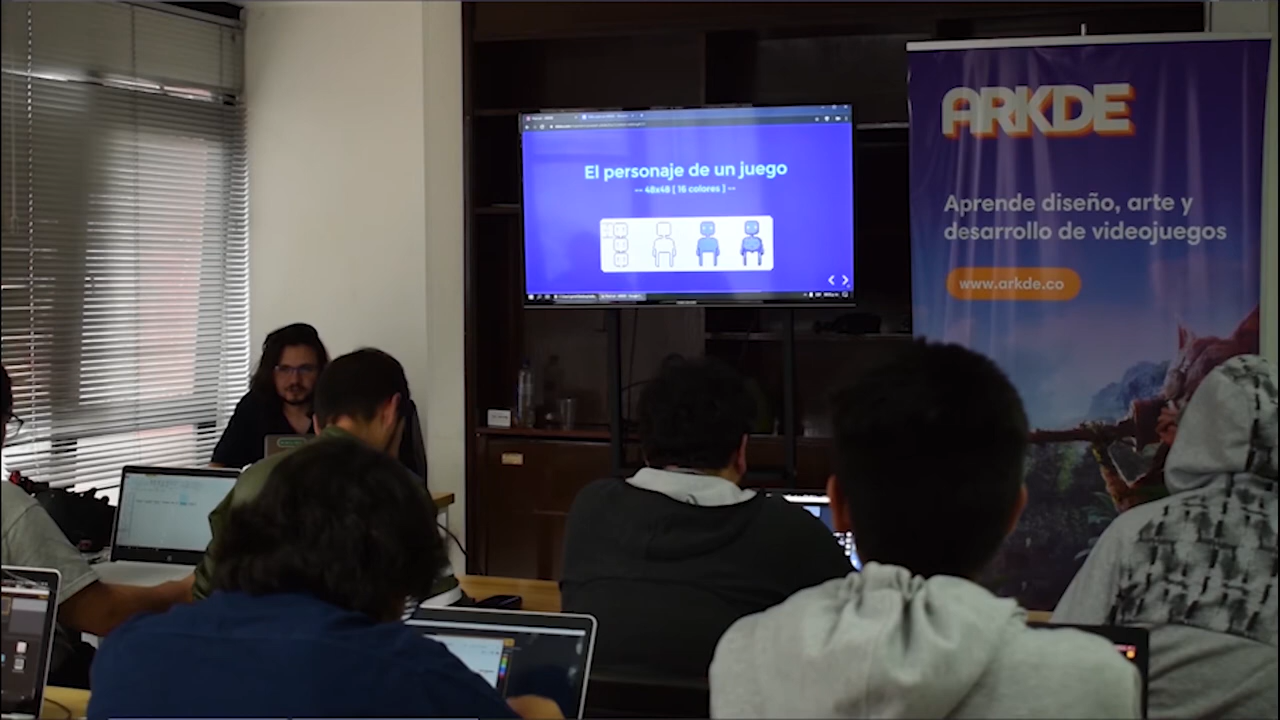 El personaje de un juego
-- 48x48 [ 16 colores ] --
ARKDE
Aprende diseño, arte y
desarrollo de videojuegos
www.arkde.co